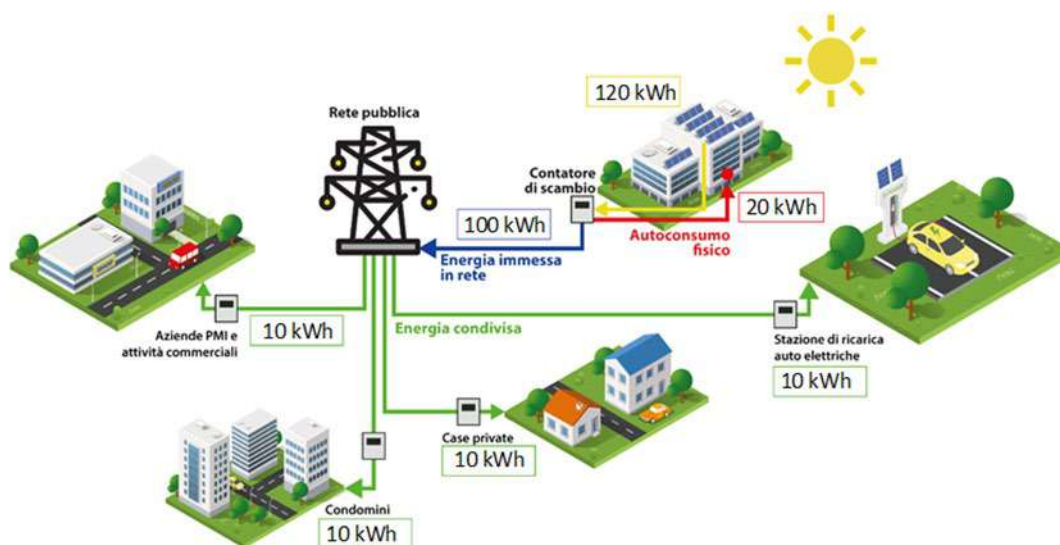 120 kWh
Rete pubblica
Contatore
di scambio
100 kWh
20 kWh
Autoconsumo
fisico
Energia immessa
in rete
Energia condivisa
10 kWh
Aziende PMI e
attività commerciali
Stazione di ricarica
auto elettriche
10 kWh
Case private
10 kWh
Condomini
10 kWh